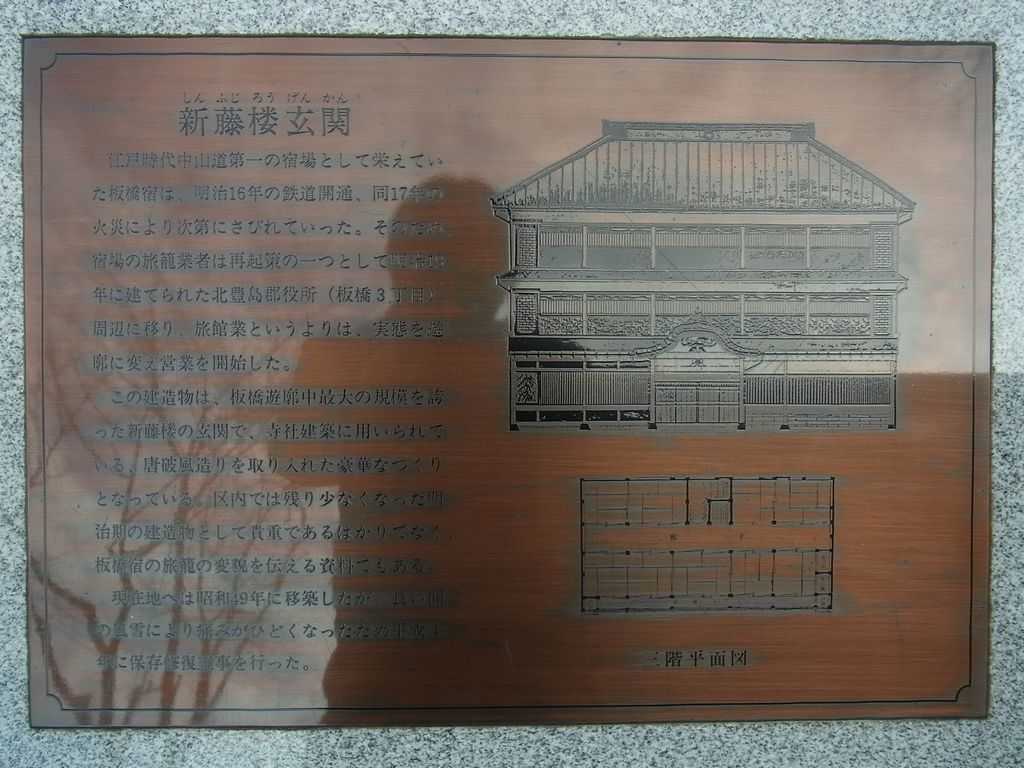 しん ふじ ろう げん かん
新藤楼玄関
江戸時代中山道第一の宿場として栄えてい
た板橋宿は、明治16年の鉄道開通、同17年の
火災により次第にさびれていった。そのため、
宿場の旅籠業者は再起策の一つとして明治19
年に建てられた北豊島郡役所（板橋3丁目）
周辺に移り、旅館業というよりは、実態を遊
廓に変え営業を開始した。
この建造物は、板橋遊廓中最大の規模を誇
った新藤楼の玄関で、寺社建築に用いられて
いる、唐破風造りを取り入れた豪華なつくり
となっている。区内では残り少なくなった明
治期の建造物として貴重であるばかりでなく、
板橋宿の旅籠の変貌を伝える資料でもある。
現在地へは昭和49年に移築したが、長い間
の風雪により痛みがひどくなったため平成4
年に保存修復工事を行った。
三階平面図